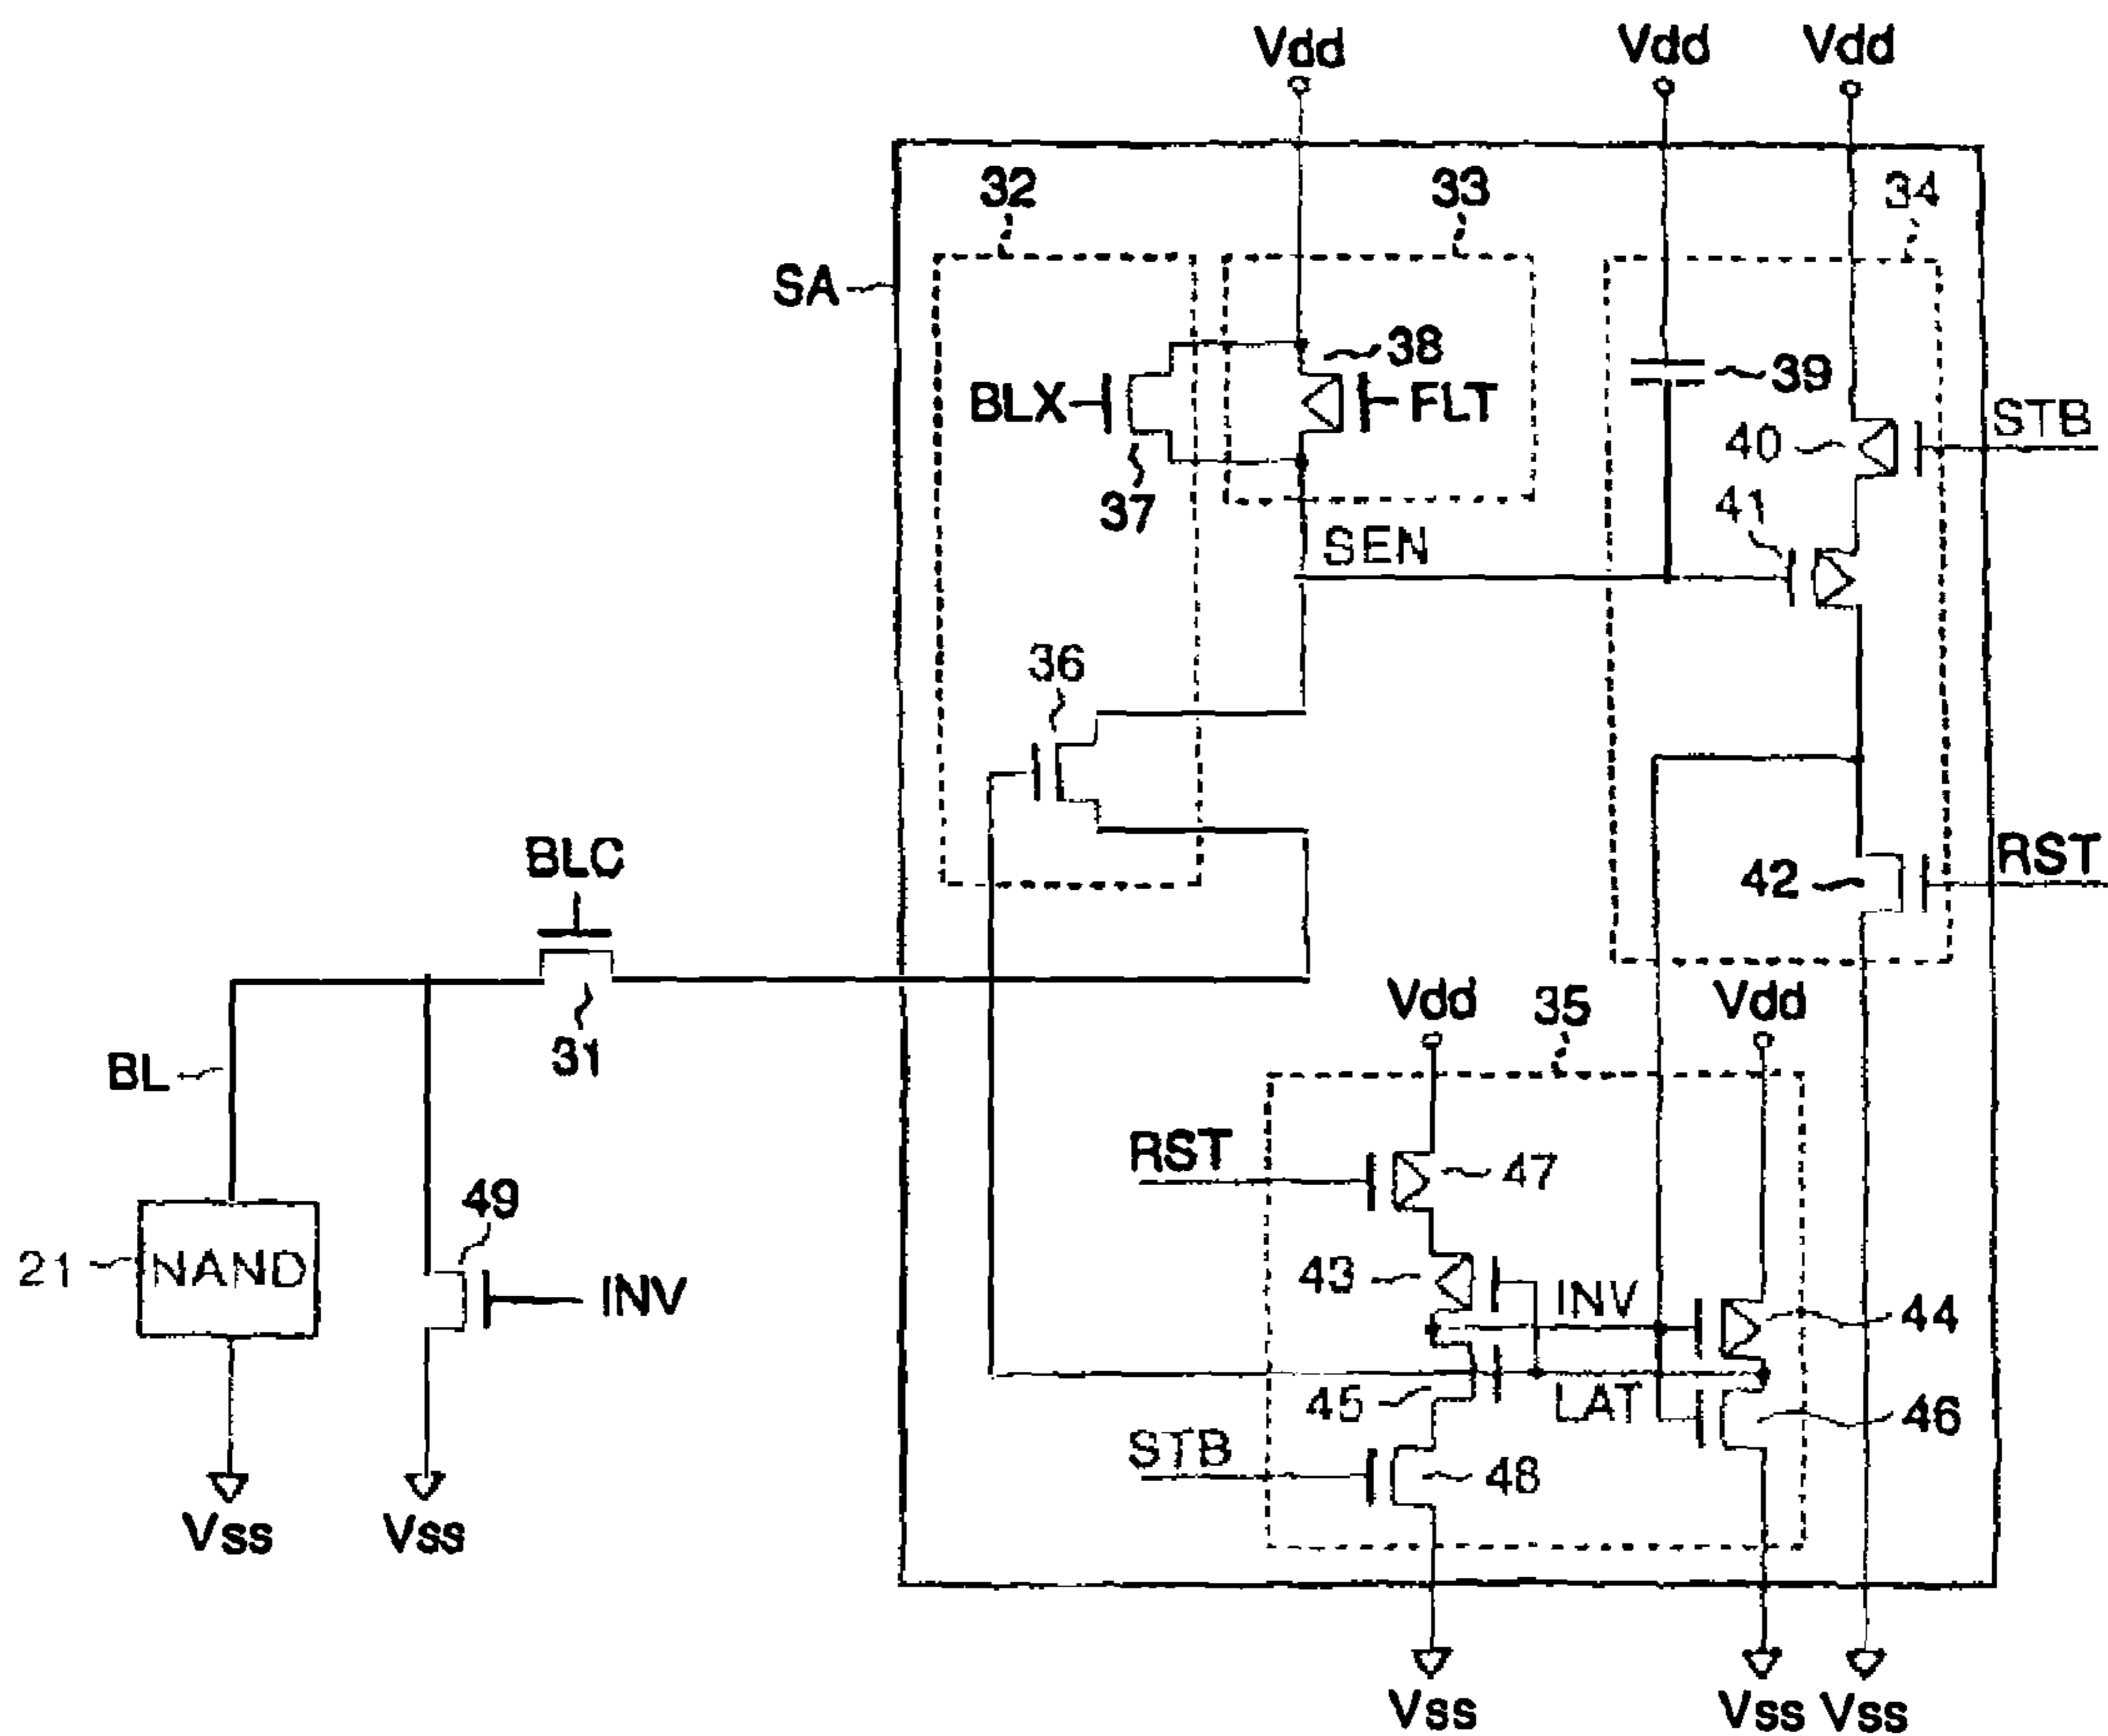 Vdd Vdd Vdd
32 33 34
SA
38
BLX FLT 39
STB
40
37 41
SEN
36
BLC RST
42
Vdd 35 Vdd
31
BL
RST 47
49
21 NAND 43 INV 44
INV
45 LAT 46
STB 48
Vss Vss
Vss Vss Vss